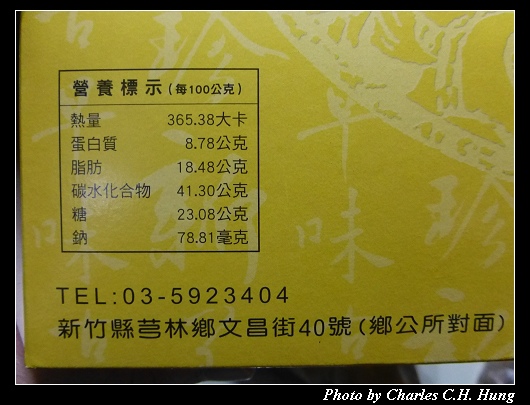 營養標示(每100公克)
熱量 365.38大卡
蛋白質 8.78公克
脂肪 18.48公克
碳水化合物 41.30公克
糖 23.08公克
鈉 78.81毫克
TEL:03-5923404
新竹縣芎林鄉文昌街40號(鄉公所對面)
Photo by Charles C.H. Hung